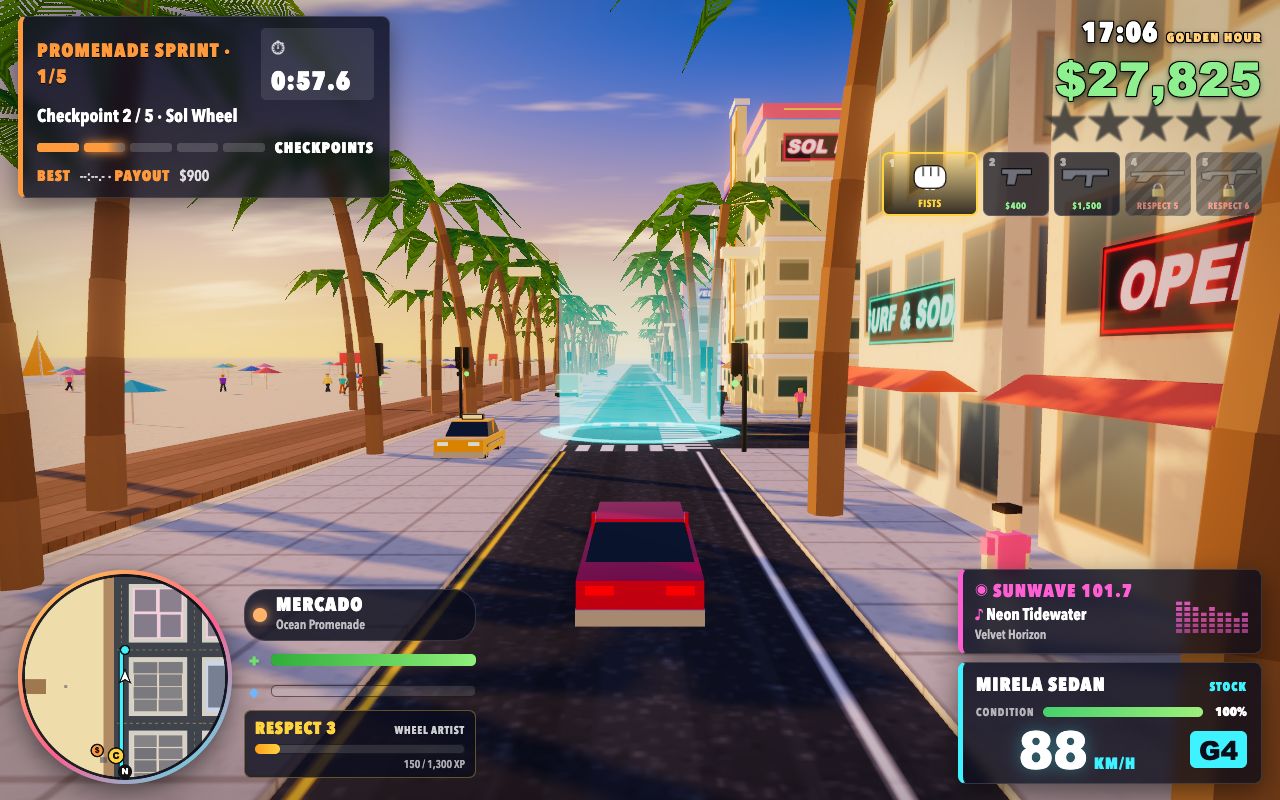 PROMENADE SPRINT ·
1/5
0:57.6
Checkpoint 2 / 5 · Sol Wheel
CHECKPOINTS
BEST --:--.- · PAYOUT $900
17:06 GOLDEN HOUR
$27,825
1 FISTS
2 $400
3 $1,500
4 RESPECT 5
5 RESPECT 6
SOL
SURF & SOD
OPE
MERCADO
Ocean Promenade
RESPECT 3 WHEEL ARTIST
150 / 1,300 XP
$
C
N
SUNWAVE 101.7
♪ Neon Tidewater
Velvet Horizon
MIRELA SEDAN STOCK
CONDITION 100%
88 KM/H G4